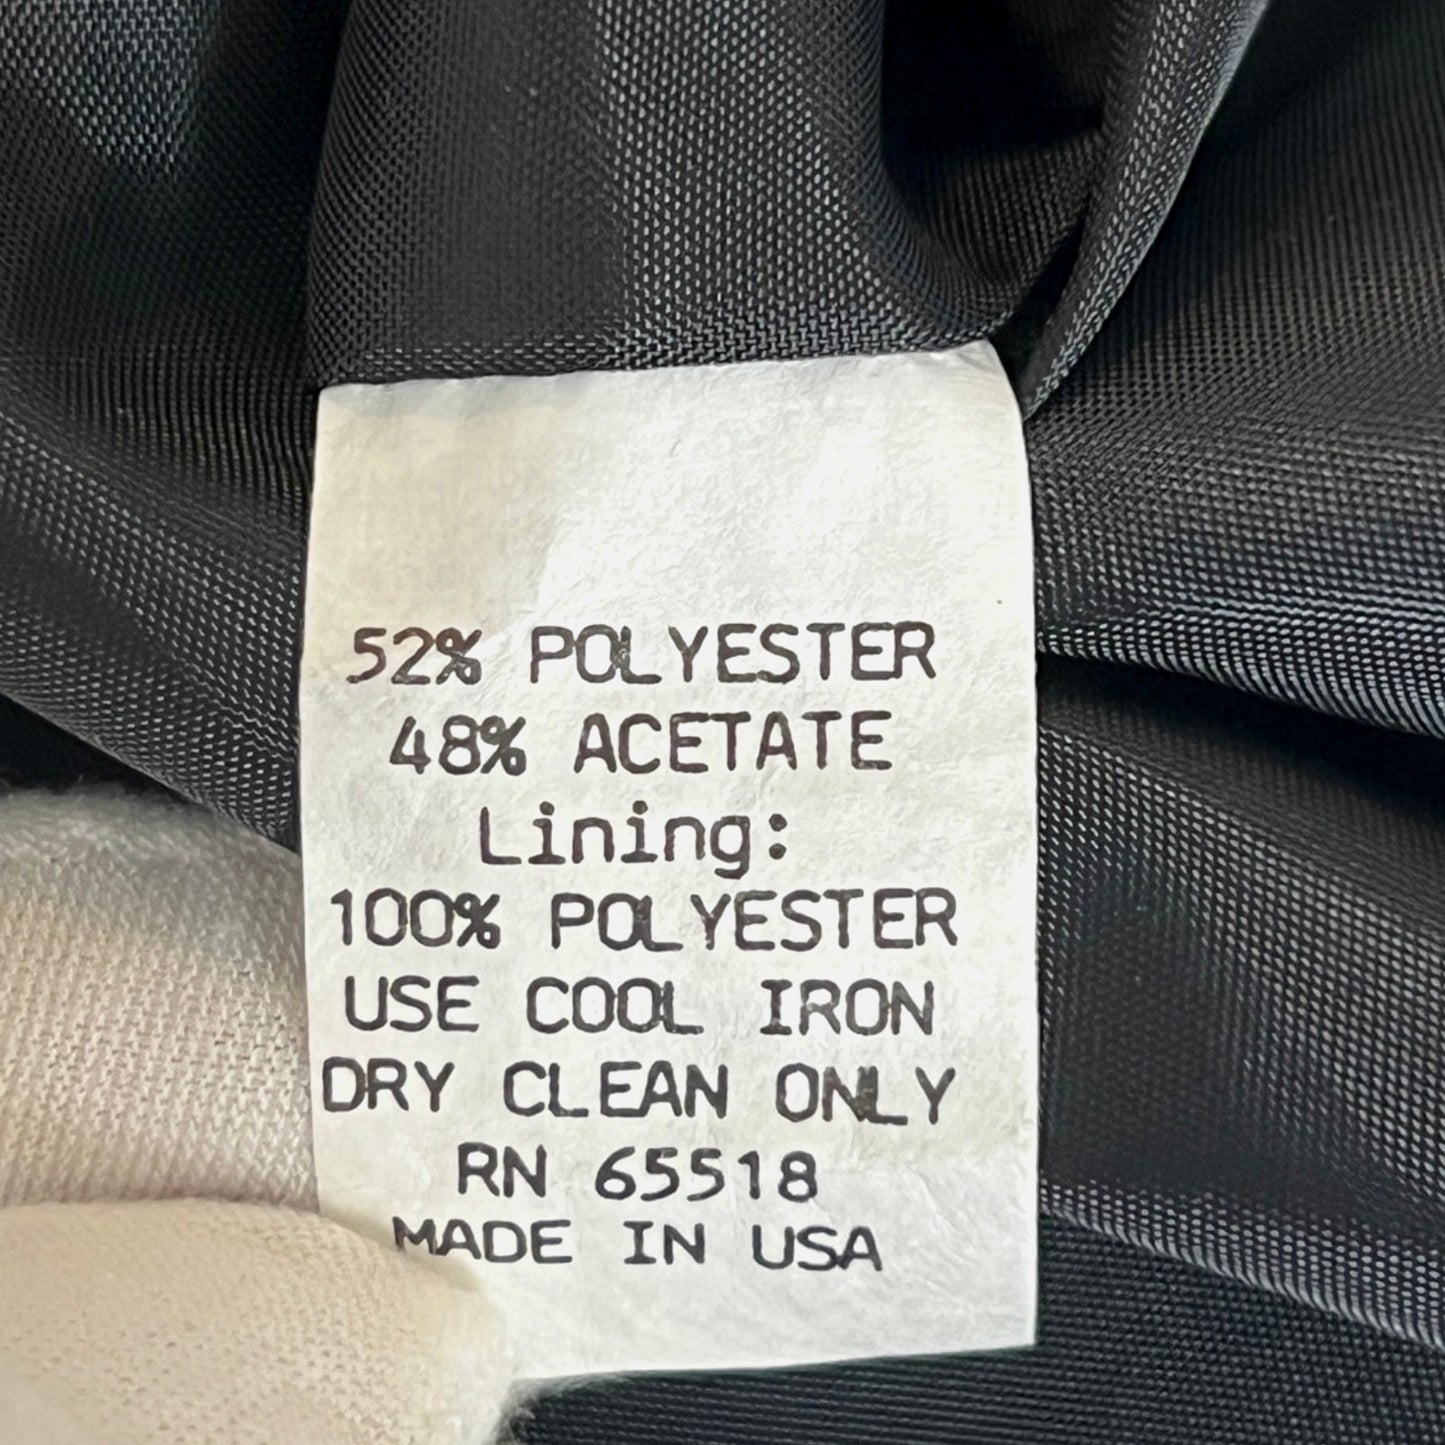 52% POLYESTER
48% ACETATE
Lining:
100% POLYESTER
USE COOL IRON
DRY CLEAN ONLY
RN 65518
MADE IN USA